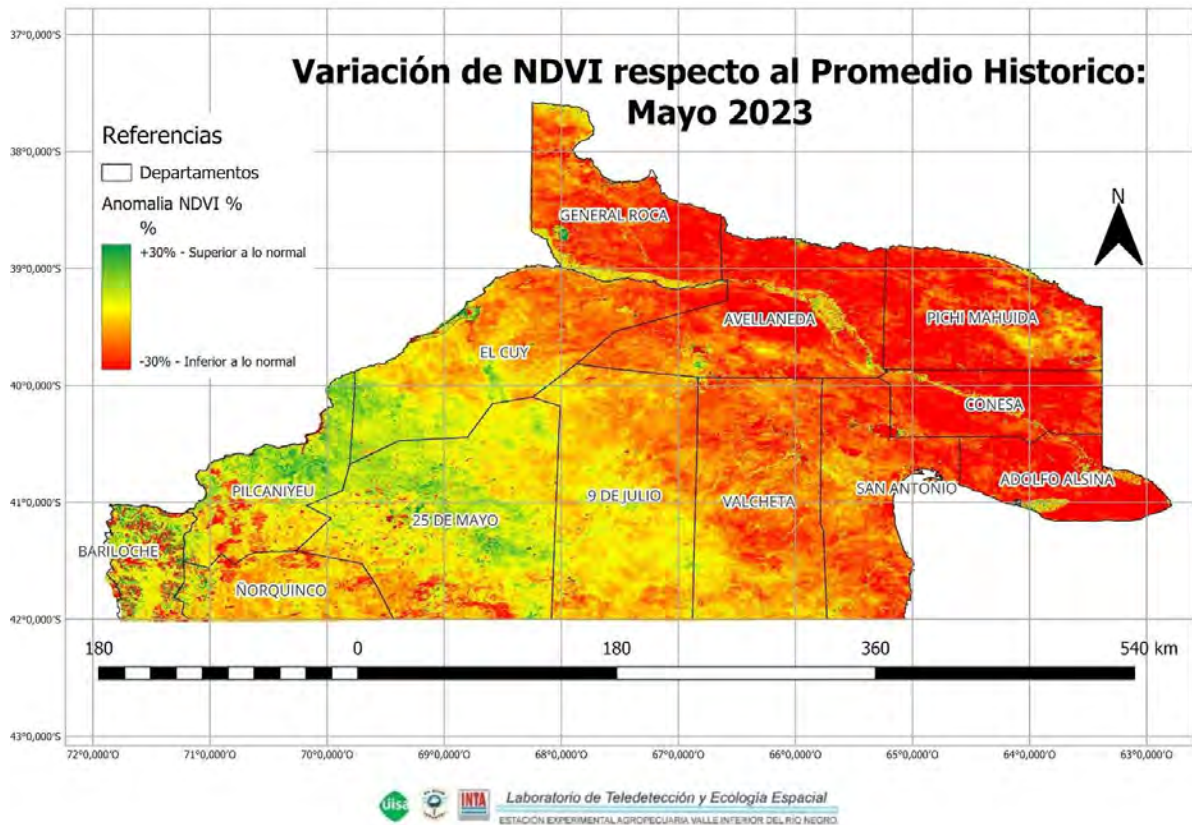 Variación de NDVI respecto al Promedio Historico:
Mayo 2023
Referencias
Departamentos
Anomalia NDVI %
%
+30% - Superior a lo normal
-30% - Inferior a lo normal
N
37°0,000'S
38°0,000'S
39°0,000'S
40°0,000'S
41°0,000'S
42°0,000'S
43°0,000'S
GENERAL ROCA
AVELLANEDA
PICHI MAHUIDA
EL CUY
CONESA
ADOLFO ALSINA
SAN ANTONIO
PILCANIYEU
25 DE MAYO
9 DE JULIO
VALCHETA
BARILOCHE
ÑORQUINCO
180 0 180 360 540 km
72°0,000'O 71°0,000'O 70°0,000'O 69°0,000'O 68°0,000'O 67°0,000'O 66°0,000'O 65°0,000'O 64°0,000'O 63°0,000'O
uisa
INTA
Laboratorio de Teledetección y Ecología Espacial
ESTACIÓN EXPERIMENTAL AGROPECUARIA VALLE INFERIOR DEL RIO NEGRO